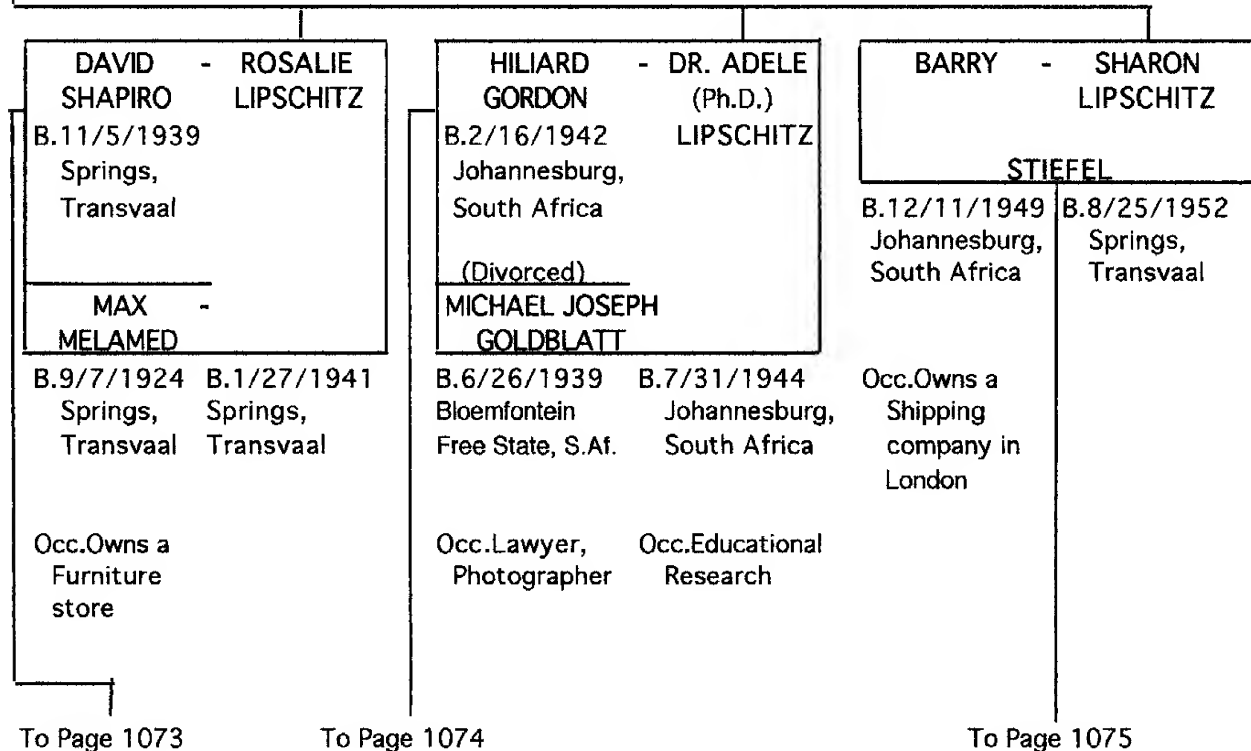 DAVID - ROSALIE
SHAPIRO LIPSCHITZ
B.11/5/1939
Springs,
Transvaal
MAX -
MELAMED
B.9/7/1924 B.1/27/1941
Springs, Springs,
Transvaal Transvaal
Occ.Owns a
Furniture
store
To Page 1073
HILIARD - DR. ADELE
GORDON (Ph.D.)
B.2/16/1942 LIPSCHITZ
Johannesburg,
South Africa
(Divorced)
MICHAEL JOSEPH
GOLDBLATT
B.6/26/1939 B.7/31/1944
Bloemfontein Johannesburg,
Free State, S.Af. South Africa
Occ.Lawyer, Occ.Educational
Photographer Research
To Page 1074
BARRY - SHARON
LIPSCHITZ
STIEFEL
B.12/11/1949 B.8/25/1952
Johannesburg, Springs,
South Africa Transvaal
Occ.Owns a
Shipping
company in
London
To Page 1075